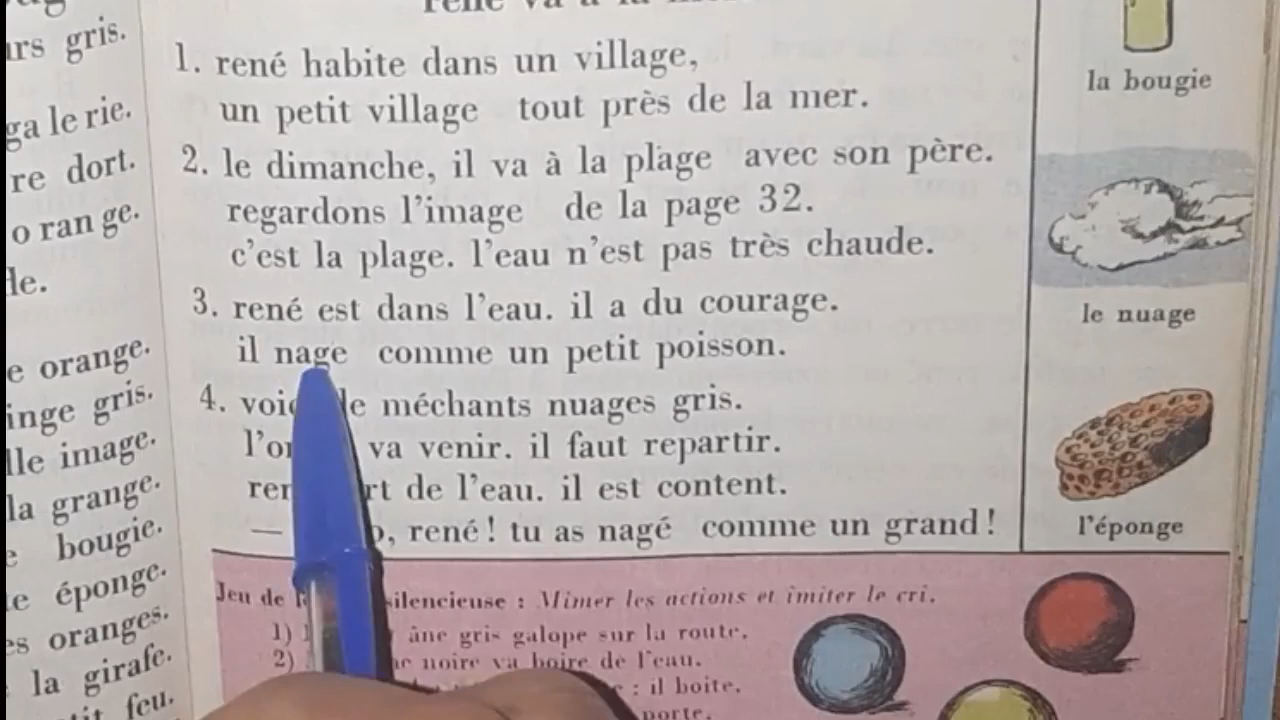 rs gris.
ga le rie.
re dort.
o ran ge.
le.
e orange.
inge gris.
lle image.
la grange.
e bougie.
e éponge.
es oranges.
la girafe.
tit feu.
1. rené habite dans un village,
un petit village tout près de la mer.
2. le dimanche, il va à la plage avec son père.
regardons l'image de la page 32.
c'est la plage. l'eau n'est pas très chaude.
3. rené est dans l'eau. il a du courage.
il nage comme un petit poisson.
4. voi de méchants nuages gris.
l'o va venir. il faut repartir.
ren rt de l'eau. il est content.
— o, rené! tu as nagé comme un grand!
Jeu de silencieuse : Mimer les actions et imiter le cri.
1) âne gris galope sur la route.
2) noire va boire de l'eau.
: il boite.
porte.
la bougie
le nuage
l'éponge